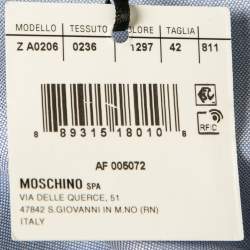 MODELLO TESSUTO COLORE TAGLIA
Z A0206 0236 1297 42 811
8 89315 18010 8
RFID
AF 005072
MOSCHINO SPA
VIA DELLE QUERCE, 51
47842 S.GIOVANNI IN M.NO (RN)
ITALY